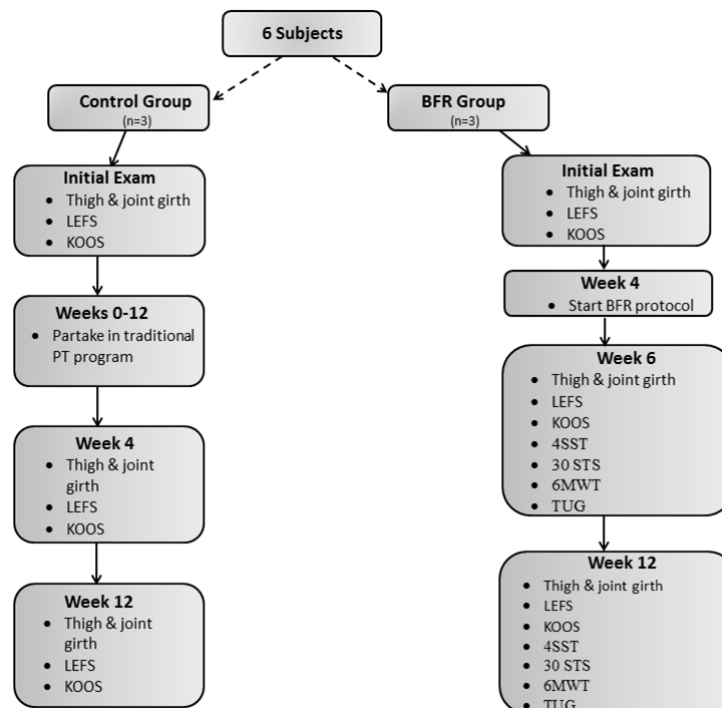 6 Subjects
Control Group
(n=3)
BFR Group
(n=3)
Initial Exam
• Thigh & joint girth
• LEFS
• KOOS
Weeks 0-12
• Partake in traditional
PT program
Week 4
• Thigh & joint
girth
• LEFS
• KOOS
Week 12
• Thigh & joint
girth
• LEFS
• KOOS
Initial Exam
• Thigh & joint girth
• LEFS
• KOOS
Week 4
• Start BFR protocol
Week 6
• Thigh & joint girth
• LEFS
• KOOS
• 4SST
• 30 STS
• 6MWT
• TUG
Week 12
• Thigh & joint girth
• LEFS
• KOOS
• 4SST
• 30 STS
• 6MWT
• TUG